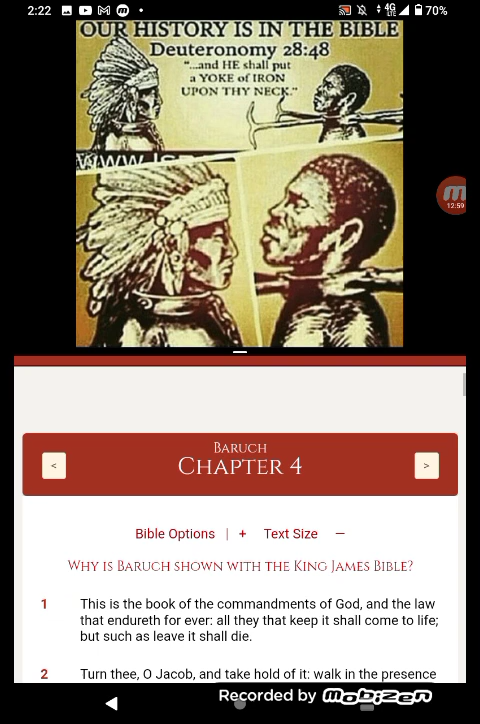 2:22
4G
LTE
70%
OUR HISTORY IS IN THE BIBLE
Deuteronomy 28:48
"...and HE shall put
a YOKE of IRON
UPON THY NECK."
12:59
BARUCH
CHAPTER 4
<
>
Bible Options | + Text Size —
WHY IS BARUCH SHOWN WITH THE KING JAMES BIBLE?
1 This is the book of the commandments of God, and the law
that endureth for ever: all they that keep it shall come to life;
but such as leave it shall die.
2 Turn thee, O Jacob, and take hold of it: walk in the presence
Recorded by mobizen